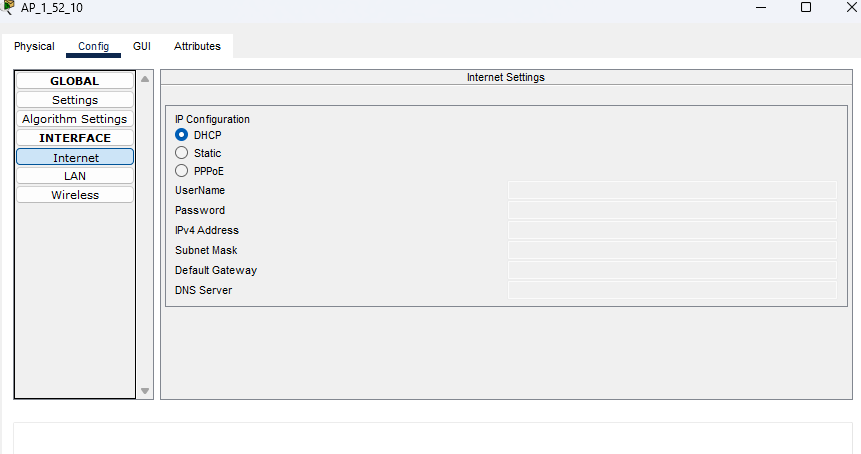 AP_1_52_10
Physical Config GUI Attributes
GLOBAL
Settings
Algorithm Settings
INTERFACE
Internet
LAN
Wireless
Internet Settings
IP Configuration
DHCP
Static
PPPoE
UserName
Password
IPv4 Address
Subnet Mask
Default Gateway
DNS Server